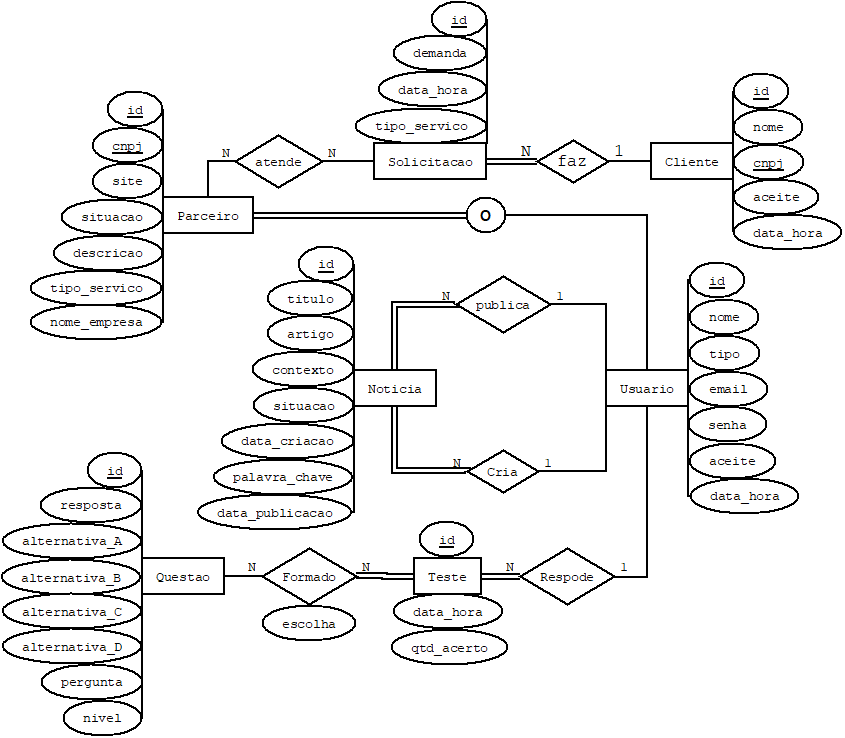 id
demanda
data_hora
tipo_servico
Solicitacao
N
faz
1
Cliente
id
nome
cnpj
aceite
data_hora
N
atende
N
id
cnpj
site
situacao
descricao
tipo_servico
nome_empresa
Parceiro
O
id
titulo
artigo
contexto
situacao
data_criacao
palavra_chave
data_publicacao
Noticia
N
publica
1
N
Cria
1
Usuario
id
nome
tipo
email
senha
aceite
data_hora
id
resposta
alternativa_A
alternativa_B
alternativa_C
alternativa_D
pergunta
nivel
Questao
N
Formado
N
escolha
id
Teste
data_hora
qtd_acerto
N
Respode
1